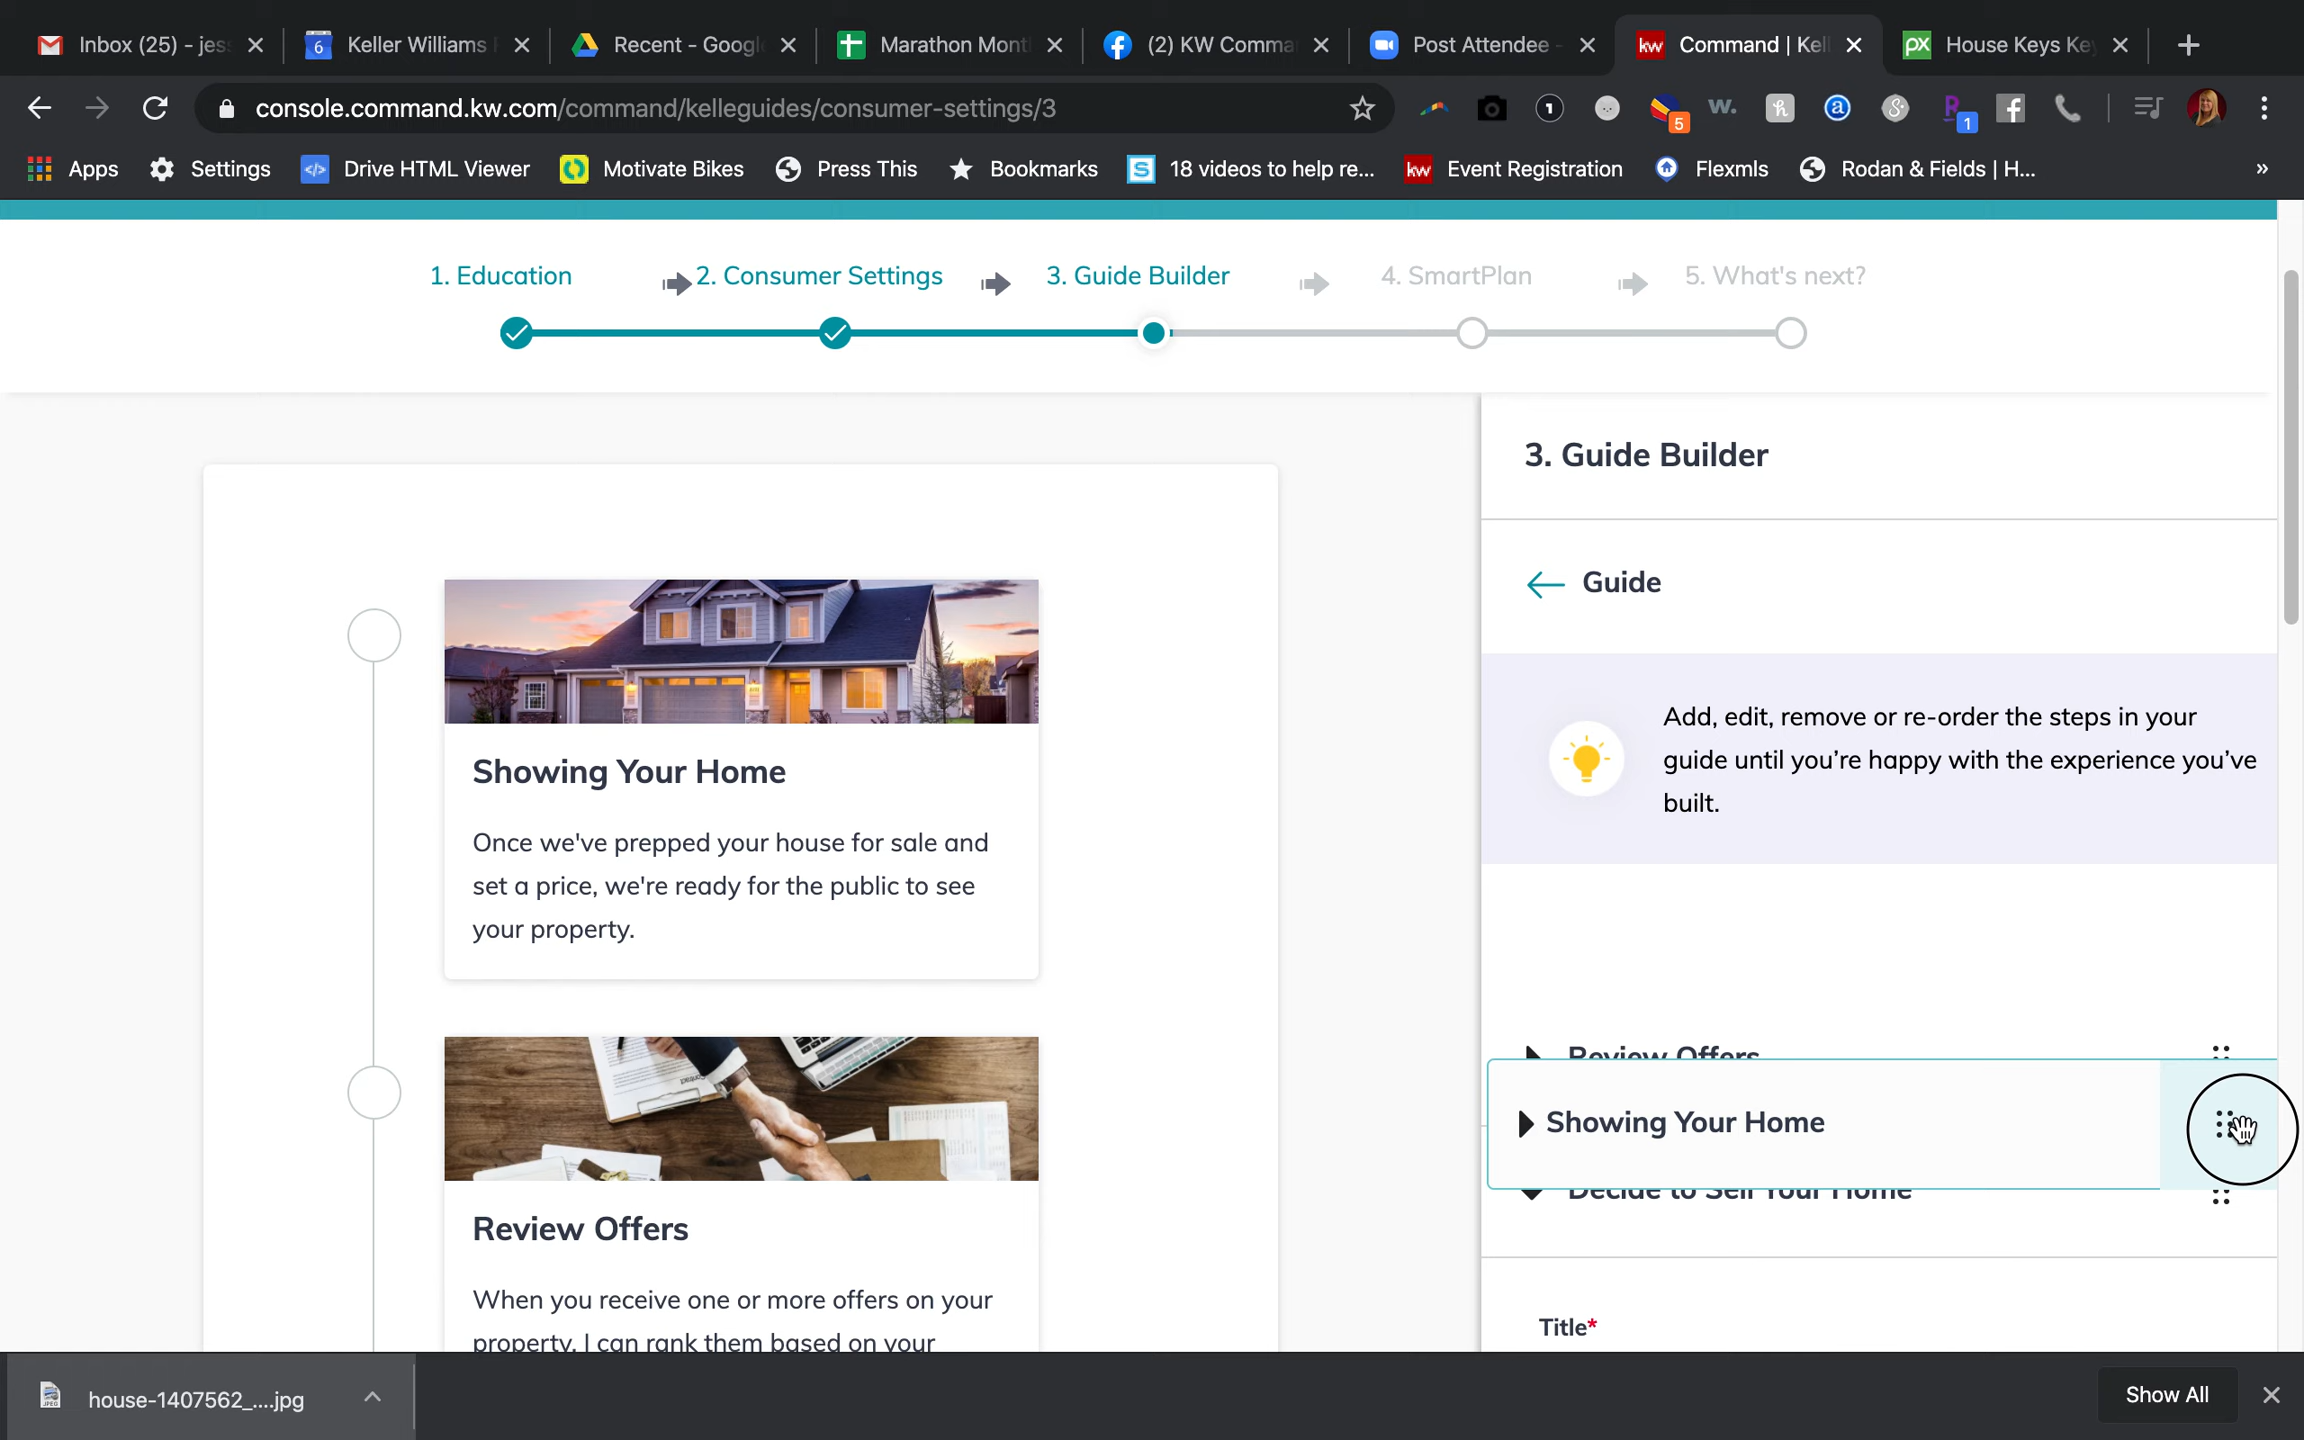 Inbox (25) - jes
Keller Williams
Recent - Googl
Marathon Mont
(2) KW Comma
Post Attendee -
kw Command | Kel
PX House Keys Ke
console.command.kw.com/command/kelleguides/consumer-settings/3
5
1
Apps
Settings
Drive HTML Viewer
Motivate Bikes
Press This
Bookmarks
18 videos to help re...
kw Event Registration
Flexmls
Rodan & Fields | H...
1. Education
2. Consumer Settings
3. Guide Builder
4. SmartPlan
5. What's next?
3. Guide Builder
Guide
Add, edit, remove or re-order the steps in your
guide until you're happy with the experience you've
built.
Showing Your Home
Once we've prepped your house for sale and
set a price, we're ready for the public to see
your property.
Review Offers
When you receive one or more offers on your
property, I can rank them based on your
Review Offers
Showing Your Home
Decide to Sell Your Home
Title*
house-1407562_....jpg
Show All